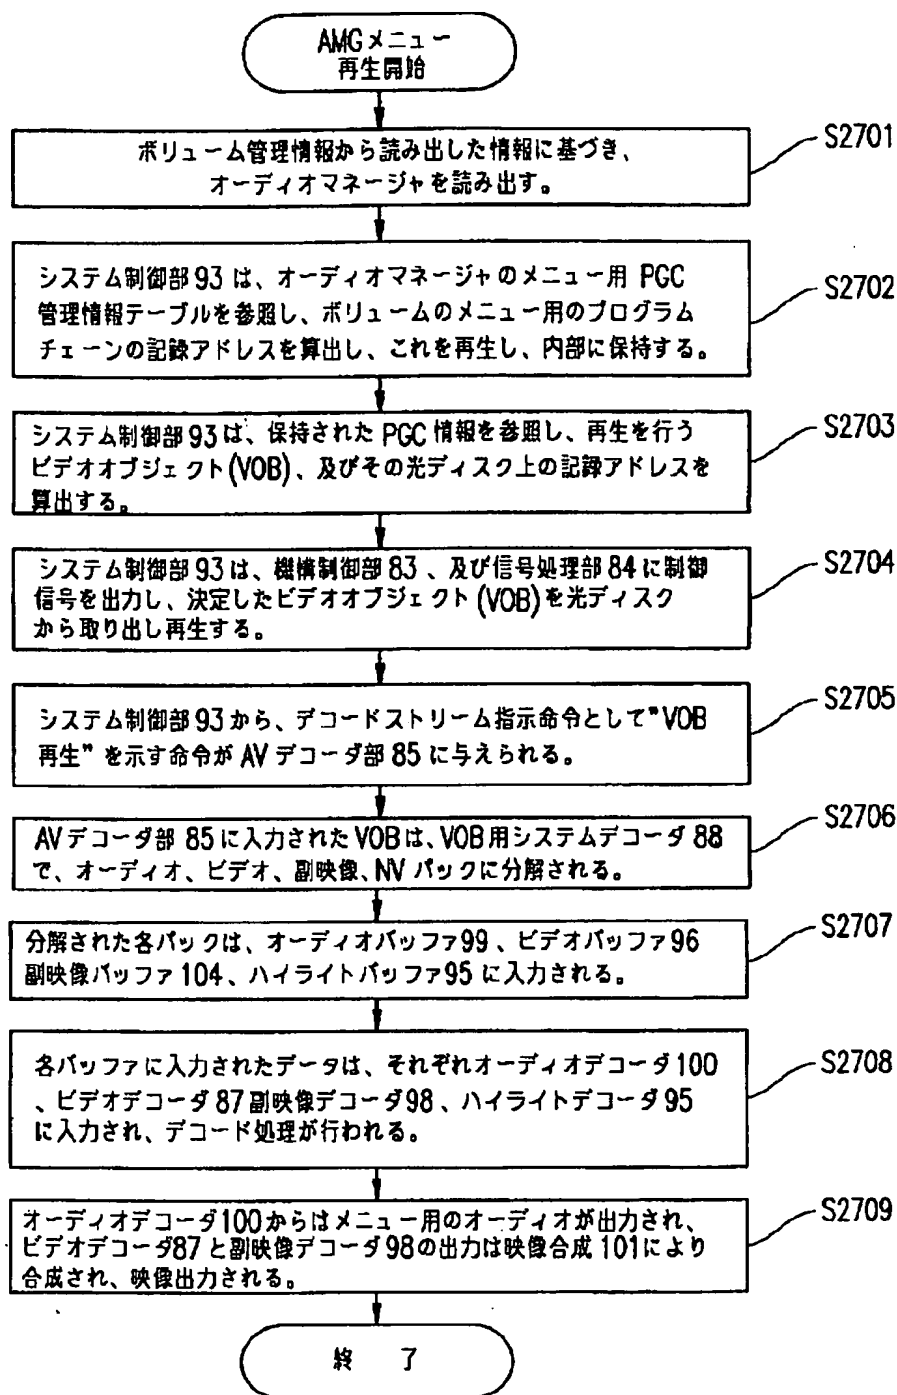 AMGメニュー
再生開始
S2701
ボリューム管理情報から読み出した情報に基づき、
オーディオマネージャを読み出す。
S2702
システム制御部93は、オーディオマネージャのメニュー用 PGC
管理情報テーブルを参照し、ボリュームのメニュー用のプログラム
チェーンの記録アドレスを算出し、これを再生し、内部に保持する。
S2703
システム制御部93は、保持された PGC 情報を参照し、再生を行う
ビデオオブジェクト(VOB)、及びその光ディスク上の記録アドレスを
算出する。
S2704
システム制御部93は、機構制御部83、及び信号処理部84に制御
信号を出力し、決定したビデオオブジェクト(VOB)を光ディスク
から取り出し再生する。
S2705
システム制御部93から、デコードストリーム指示命令として"VOB
再生"を示す命令が AVデコーダ部85に与えられる。
S2706
AVデコーダ部 85に入力されたVOBは、VOB用システムデコーダ 88
で、オーディオ、ビデオ、副映像、NVパックに分解される。
S2707
分解された各パックは、オーディオバッファ99、ビデオバッファ96
副映像バッファ104、ハイライトバッファ95に入力される。
S2708
各バッファに入力されたデータは、それぞれオーディオデコーダ100
、ビデオデコーダ87副映像デコーダ98、ハイライトデコーダ95
に入力され、デコード処理が行われる。
S2709
オーディオデコーダ100からはメニュー用のオーディオが出力され、
ビデオデコーダ87と副映像デコーダ98の出力は映像合成101により
合成され、映像出力される。
終 了